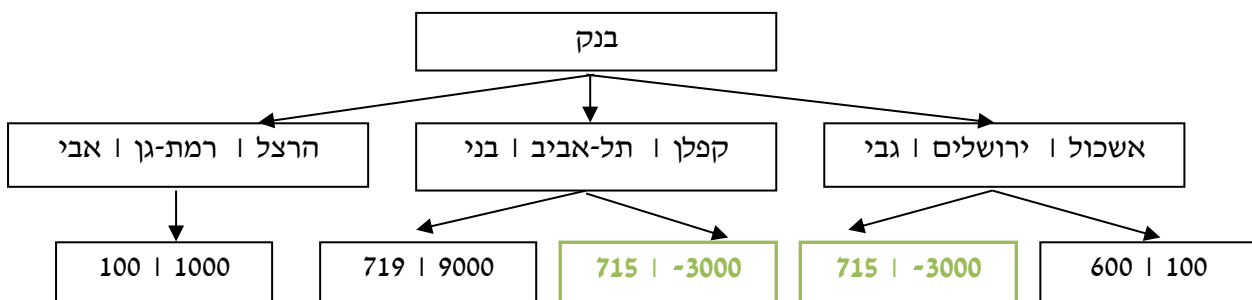 בנק
אשכול | ירושלים | גבי
קפלן | תל-אביב | בני
הרצל | רמת-גן | אבי
600 | 100
715 | -3000
715 | -3000
719 | 9000
100 | 1000